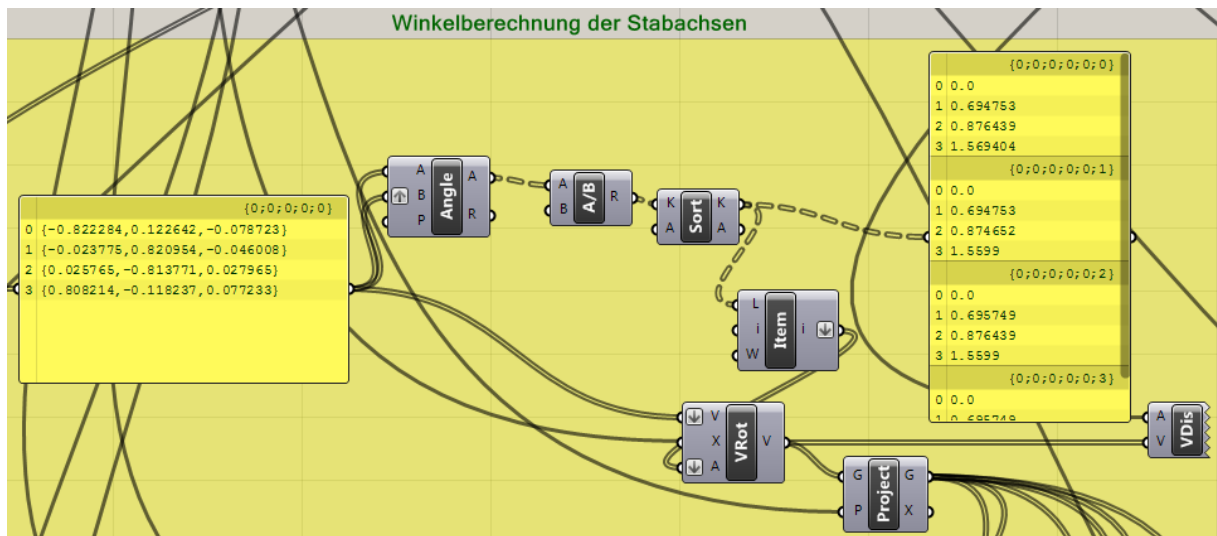 Winkelberechnung der Stabachsen
{0;0;0;0;0}
0 {-0.822284,0.122642,-0.078723}
1 {-0.023775,0.820954,-0.046008}
2 {0.025765,-0.813771,0.027965}
3 {0.808214,-0.118237,0.077233}
A
B
P
Angle
A
R
A
B
A/B
R
K
A
Sort
K
A
L
i
W
Item
i
V
X
A
VRot
V
G
P
Project
G
X
{0;0;0;0;0;0}
0 0.0
1 0.694753
2 0.876439
3 1.569404
{0;0;0;0;0;1}
0 0.0
1 0.694753
2 0.874652
3 1.5599
{0;0;0;0;0;2}
0 0.0
1 0.695749
2 0.876439
3 1.5599
{0;0;0;0;0;3}
0 0.0
1 0.695749
A
V
VDis